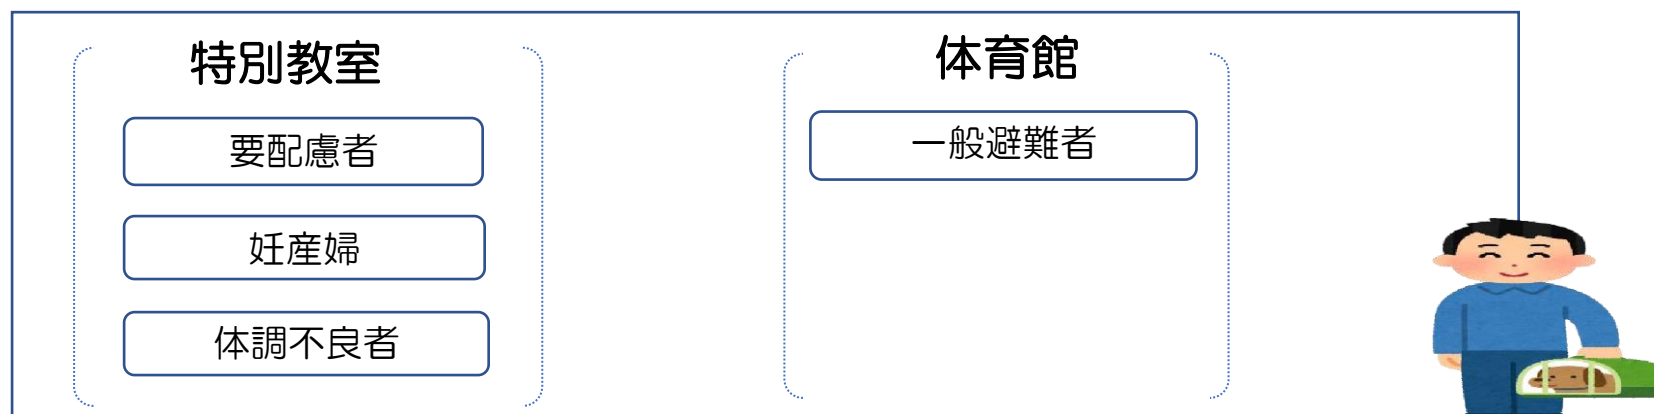 特別教室
要配慮者
妊産婦
体調不良者
体育館
一般避難者